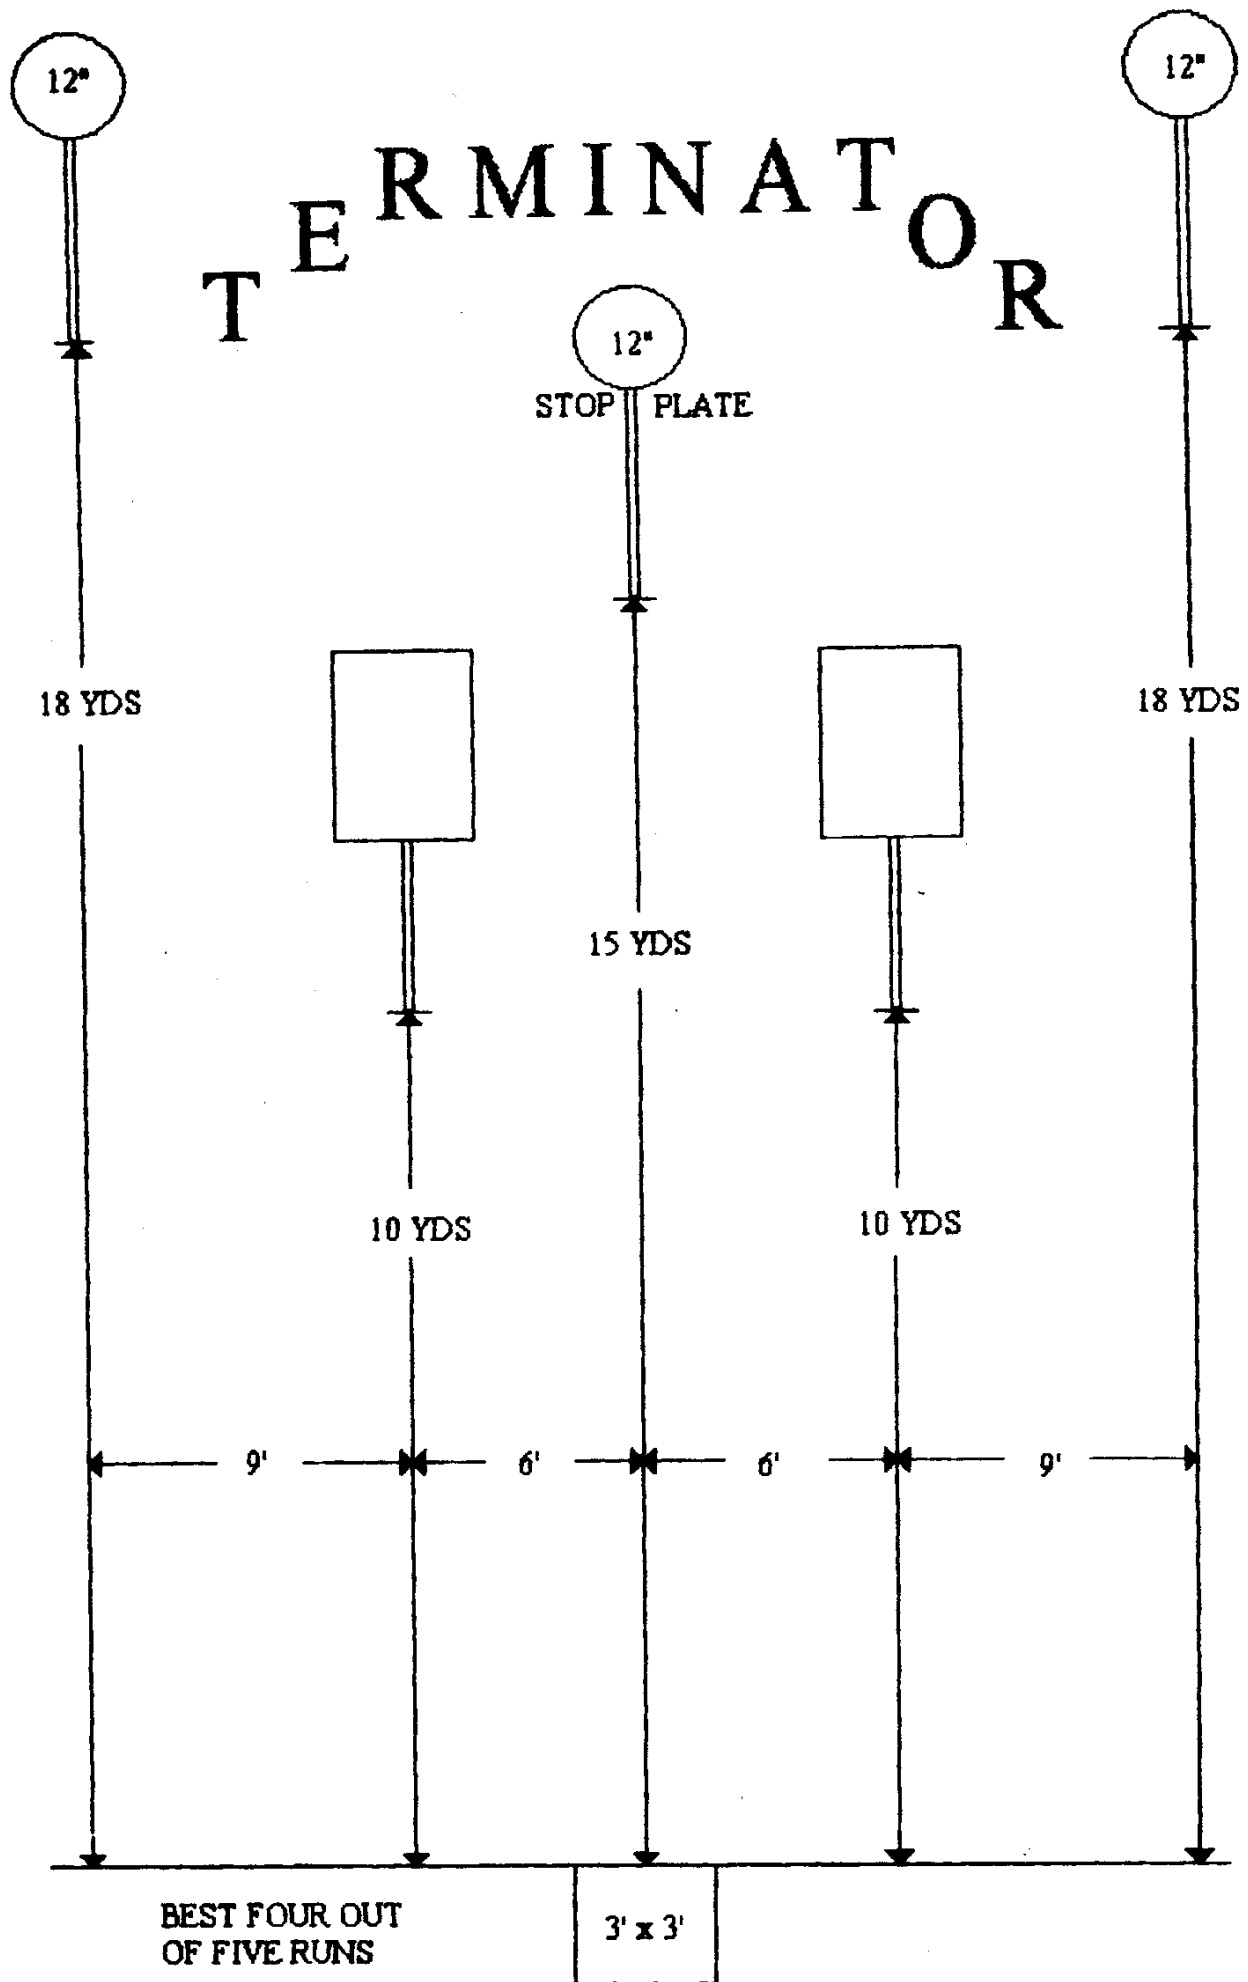 12"
12"
TERMINATOR
12"
STOP PLATE
18 YDS
18 YDS
15 YDS
10 YDS
10 YDS
9'
6'
6'
9'
BEST FOUR OUT
OF FIVE RUNS
3' x 3'